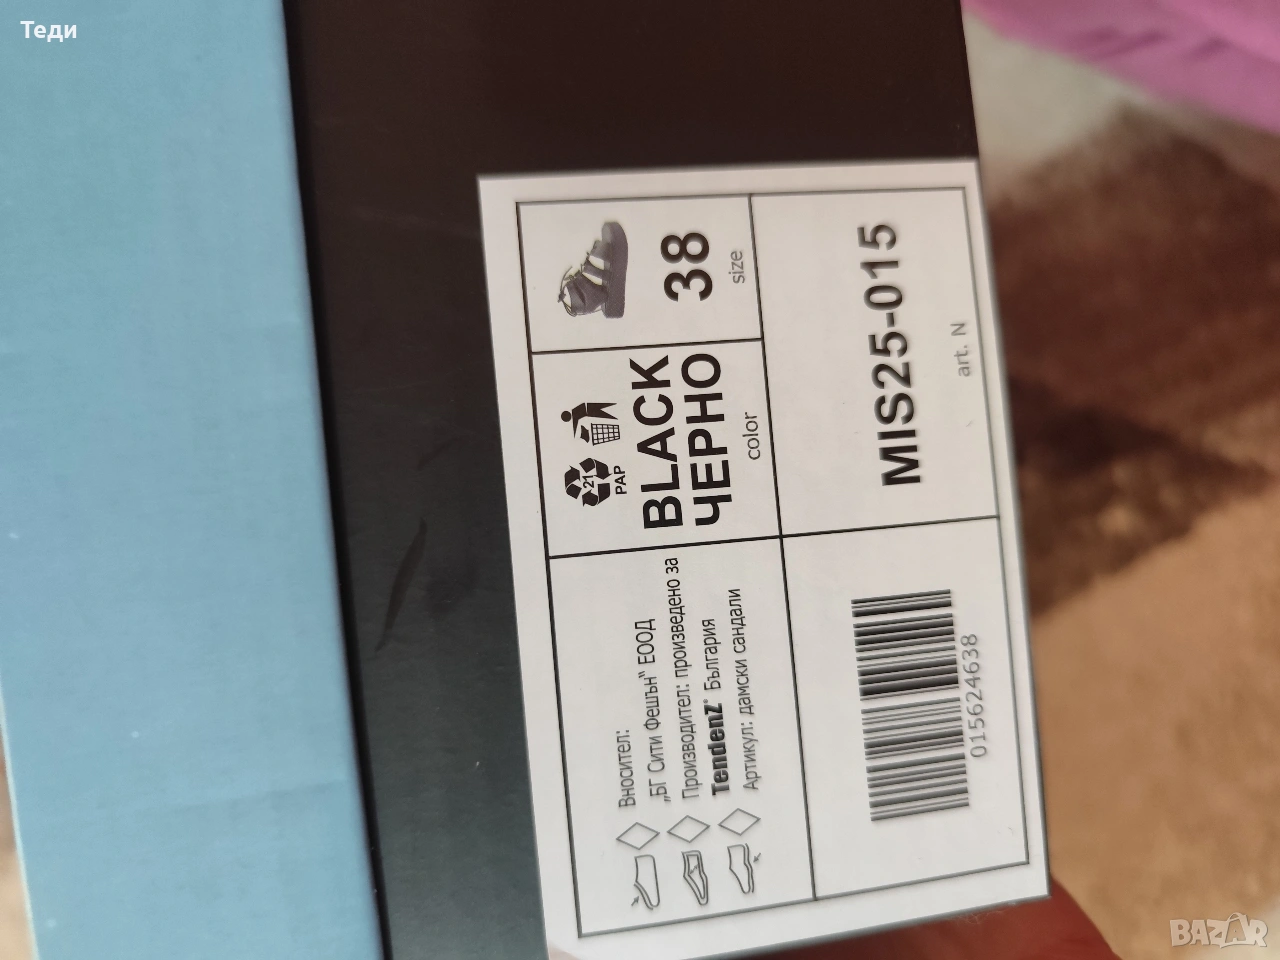 Теди
Вносител:
„БГ Сити Фешън" ЕООД
Производител: произведено за
TendenZ® България
Артикул: дамски сандали
21
PAP
BLACK
ЧЕРНО
color
38
size
015624638
MIS25-015
art. N
BAZAR